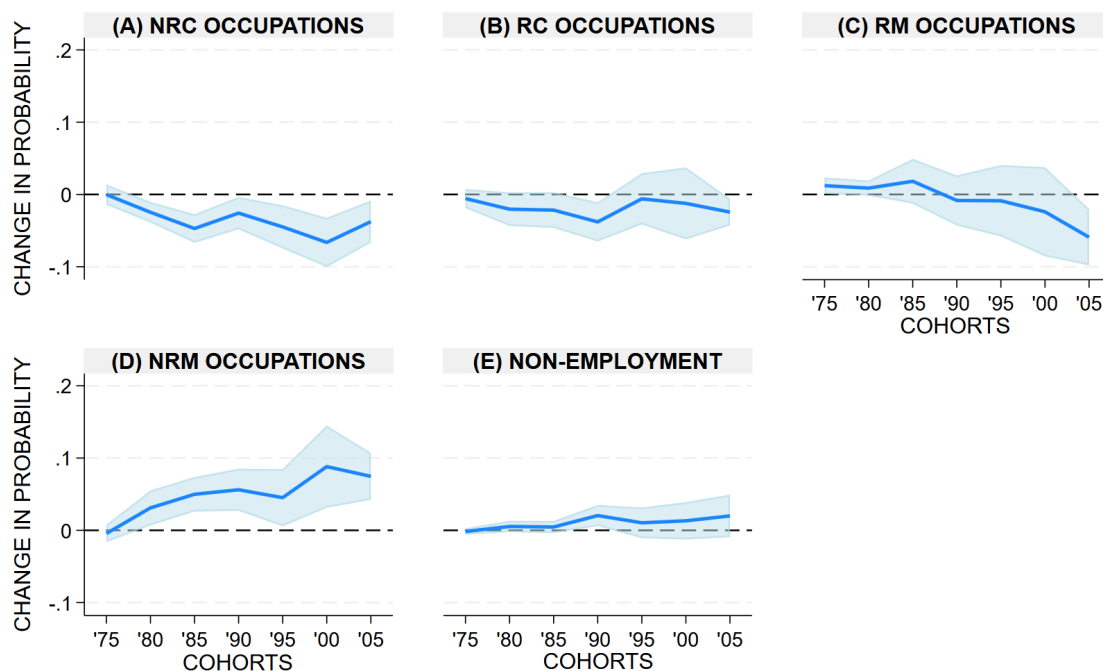 (A) NRC OCCUPATIONS
(B) RC OCCUPATIONS
(C) RM OCCUPATIONS
CHANGE IN PROBABILITY
.2
.1
0
-.1
'75 '80 '85 '90 '95 '00 '05
COHORTS
(D) NRM OCCUPATIONS
(E) NON-EMPLOYMENT
CHANGE IN PROBABILITY
.2
.1
0
-.1
'75 '80 '85 '90 '95 '00 '05
COHORTS
'75 '80 '85 '90 '95 '00 '05
COHORTS